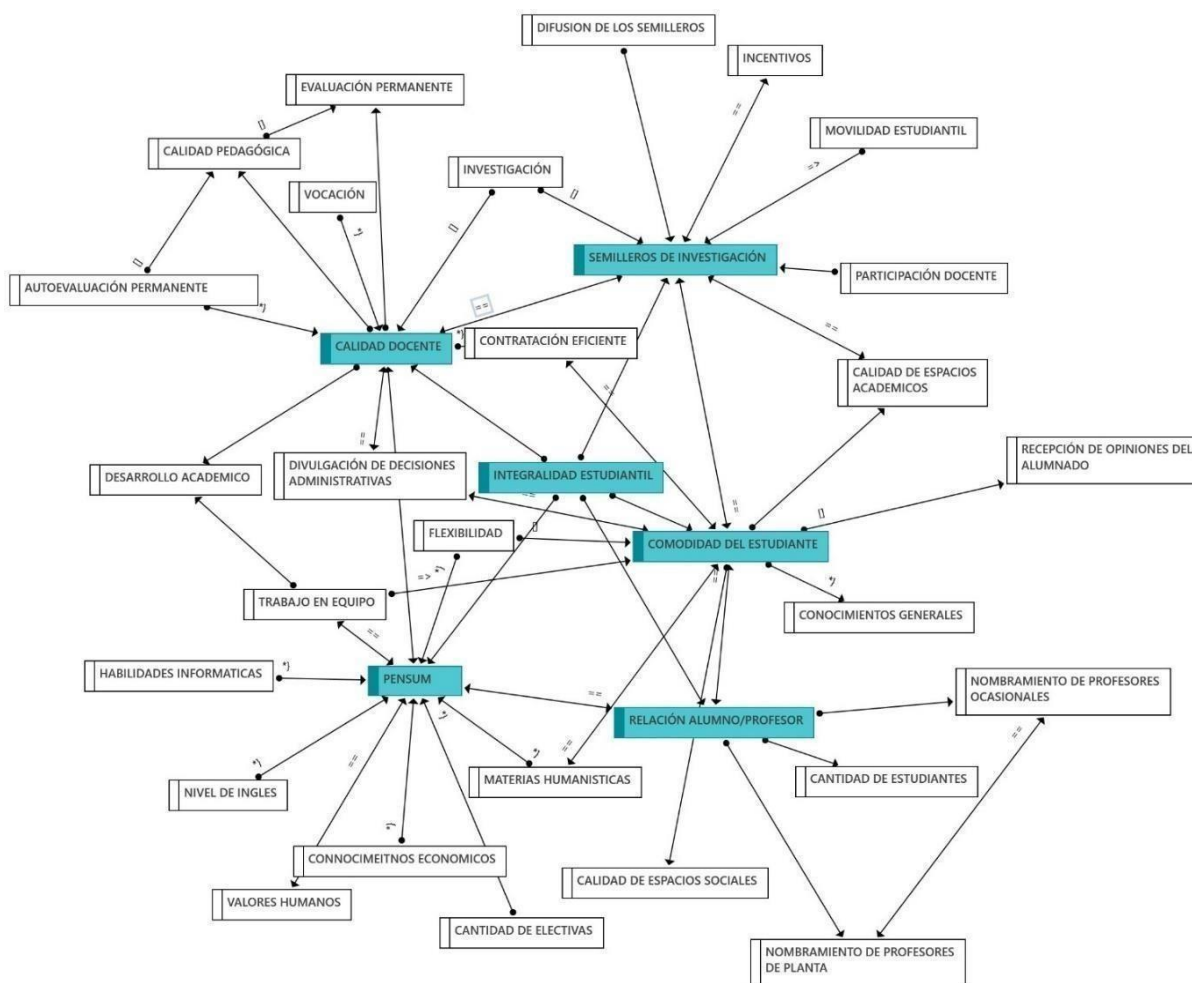 DIFUSION DE LOS SEMILLEROS
INCENTIVOS
EVALUACIÓN PERMANENTE
==
[]
MOVILIDAD ESTUDIANTIL
CALIDAD PEDAGÓGICA
INVESTIGACIÓN
=>
VOCACIÓN
[]
*}
[]
SEMILLEROS DE INVESTIGACIÓN
[]
PARTICIPACIÓN DOCENTE
AUTOEVALUACIÓN PERMANENTE
*}
==
==
*}
CONTRATACIÓN EFICIENTE
CALIDAD DOCENTE
CALIDAD DE ESPACIOS
ACADEMICOS
==
==
RECEPCIÓN DE OPINIONES DEL
ALUMNADO
DIVULGACIÓN DE DECISIONES
ADMINISTRATIVAS
INTEGRALIDAD ESTUDIANTIL
DESARROLLO ACADEMICO
==
==
[]
FLEXIBILIDAD
[]
COMODIDAD DEL ESTUDIANTE
=>
*}
==
*}
TRABAJO EN EQUIPO
CONOCIMIENTOS GENERALES
==
HABILIDADES INFORMATICAS
*}
PENSUM
==
NOMBRAMIENTO DE PROFESORES
OCASIONALES
RELACIÓN ALUMNO/PROFESOR
*}
==
*}
==
==
*}
NIVEL DE INGLES
MATERIAS HUMANISTICAS
CANTIDAD DE ESTUDIANTES
*}
CONNOCIMEITNOS ECONOMICOS
CALIDAD DE ESPACIOS SOCIALES
VALORES HUMANOS
CANTIDAD DE ELECTIVAS
NOMBRAMIENTO DE PROFESORES
DE PLANTA